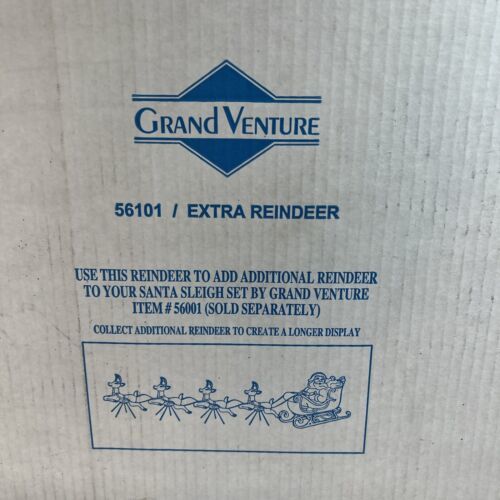 GRAND VENTURE
56101 / EXTRA REINDEER
USE THIS REINDEER TO ADD ADDITIONAL REINDEER
TO YOUR SANTA SLEIGH SET BY GRAND VENTURE
ITEM # 56001 (SOLD SEPARATELY)
COLLECT ADDITIONAL REINDEER TO CREATE A LONGER DISPLAY